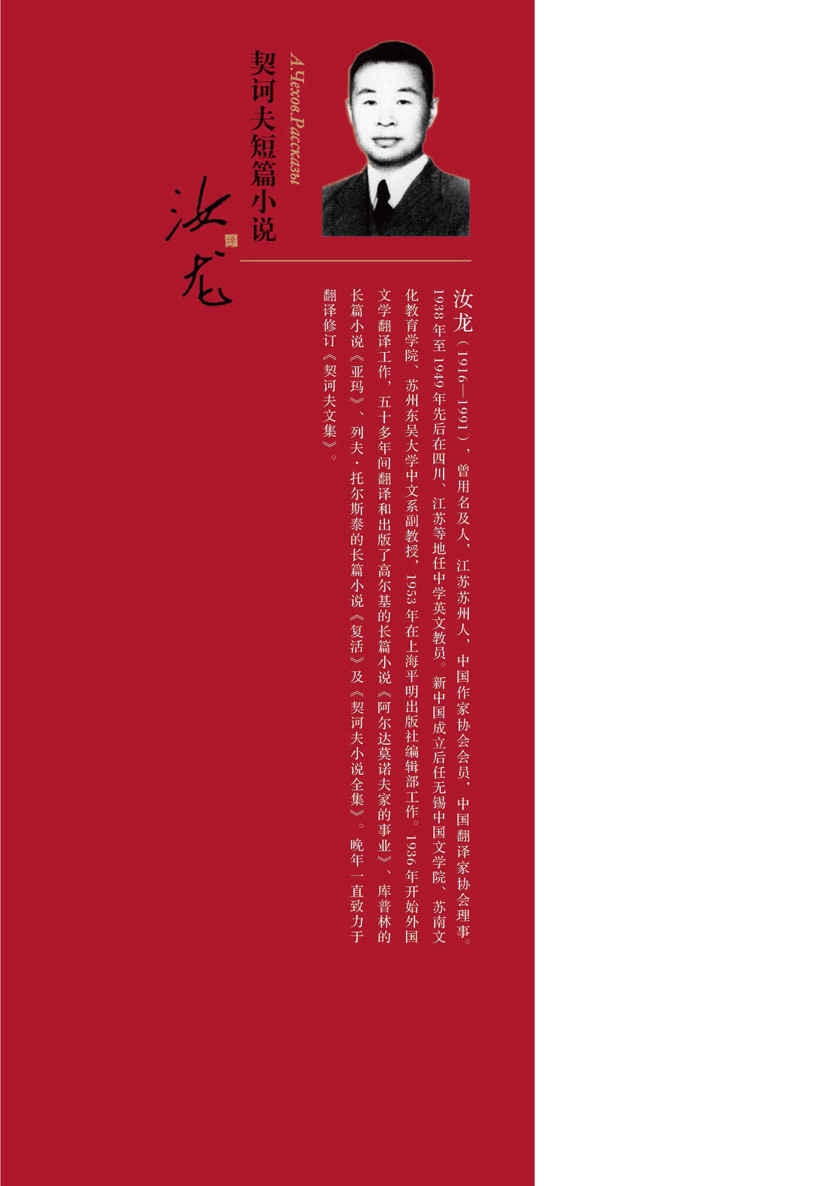 汝龙（1916—1991），曾用名及人，江苏苏州人，中国作家协会会员，中国翻译家协会理事。
1938年至1949年先后在四川、江苏等地任中学英文教员。新中国成立后任无锡中国文学院、苏南文
化教育学院、苏州东吴大学中文系副教授，1953年在上海平明出版社编辑部工作。1936年开始外国
文学翻译工作，五十多年间翻译和出版了高尔基的长篇小说《阿尔达莫诺夫家的事业》、库普林的
长篇小说《亚玛》、列夫·托尔斯泰的长篇小说《复活》及《契诃夫小说全集》。晚年一直致力于
翻译修订《契诃夫文集》。
А.Чехов.Рассказы
契诃夫短篇小说
汝龙
译